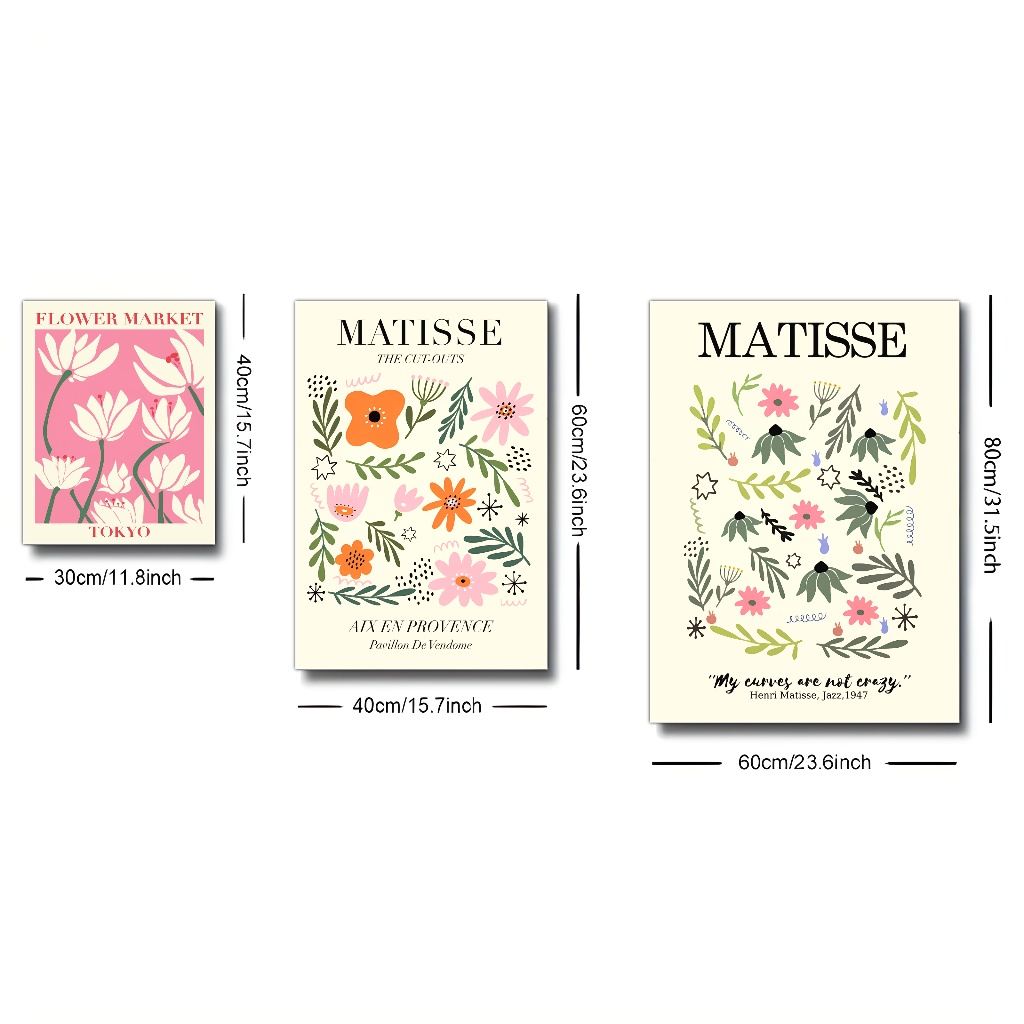 FLOWER MARKET
TOKYO
40cm/15.7inch
30cm/11.8inch
MATISSE
THE CUT-OUTS
AIX EN PROVENCE
Pavillon De Vendome
60cm/23.6inch
40cm/15.7inch
MATISSE
"My curves are not crazy."
Henri Matisse, Jazz,1947
80cm/31.5inch
60cm/23.6inch